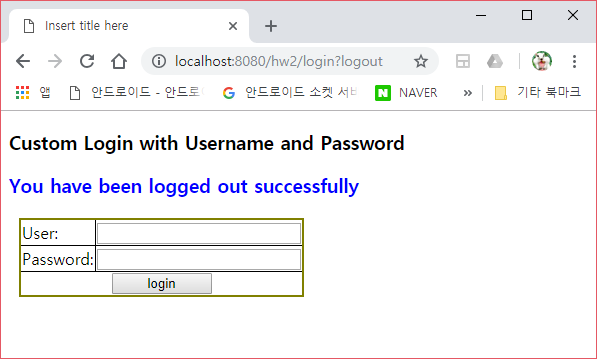 Insert title here
localhost:8080/hw2/login?logout
앱 안드로이드 - 안드로 안드로이드 소켓 서 NAVER » 기타 북마크
Custom Login with Username and Password
You have been logged out successfully
User:
Password:
login